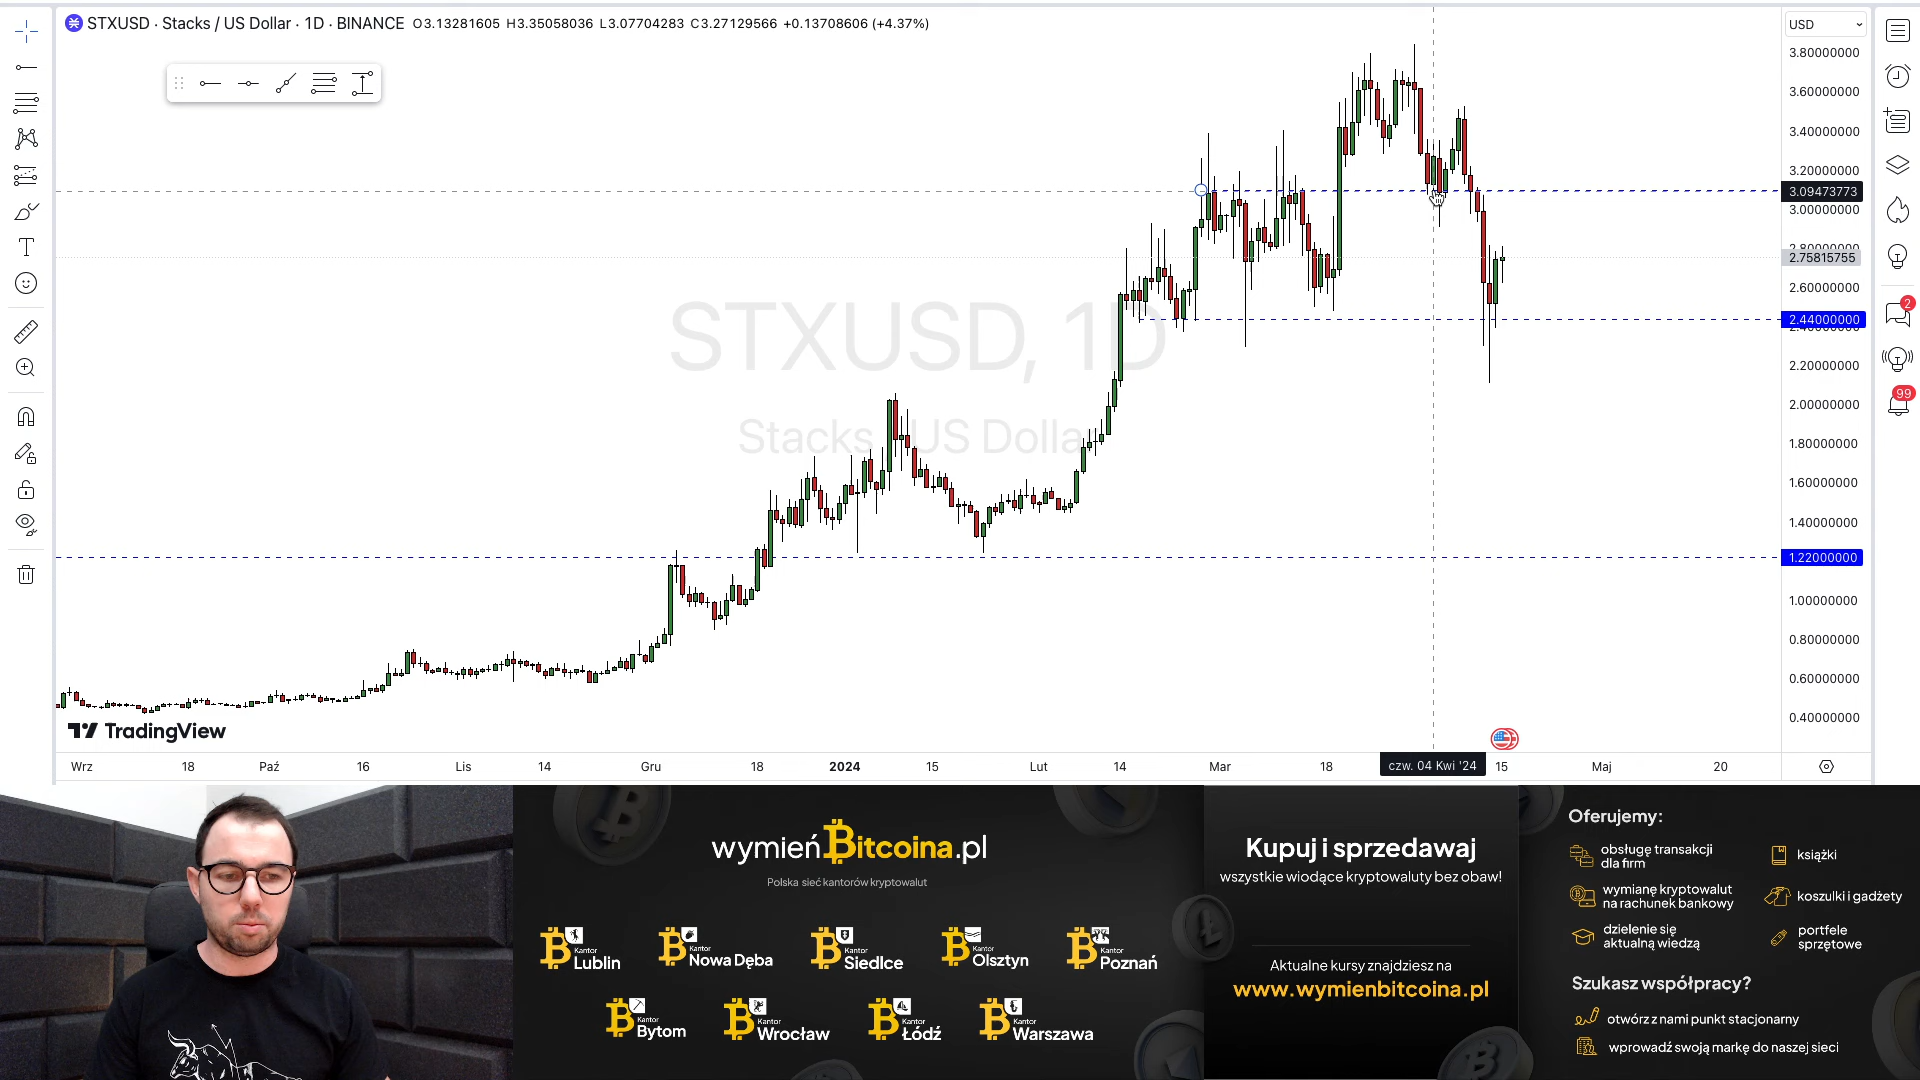 STXUSD · Stacks / US Dollar · 1D · BINANCE O3.13281605 H3.35058036 L3.07704283 C3.27129566 +0.13708606 (+4.37%)
USD
3.80000000
3.60000000
3.40000000
3.20000000
3.09473773
3.00000000
2.80000000
2.75815755
2.60000000
2.44000000
2.40000000
2.20000000
2.00000000
1.80000000
1.60000000
1.40000000
1.22000000
1.00000000
0.80000000
0.60000000
0.40000000
2
99
STXUSD, 1D
Stacks / US Dollar
TradingView
Wrz 18 Paź 16 Lis 14 Gru 18 2024 15 Lut 14 Mar 18 czw. 04 Kwi '24 15 Maj 20
wymieńBitcoina.pl
Polska sieć kantorów kryptowalut
Kantor Lublin
Kantor Nowa Dęba
Kantor Siedlce
Kantor Olsztyn
Kantor Poznań
Kantor Bytom
Kantor Wrocław
Kantor Łódź
Kantor Warszawa
Kupuj i sprzedawaj
wszystkie wiodące kryptowaluty bez obaw!
Aktualne kursy znajdziesz na
www.wymienbitcoina.pl
Oferujemy:
obsługę transakcji
dla firm
książki
wymianę kryptowalut
na rachunek bankowy
koszulki i gadżety
dzielenie się
aktualną wiedzą
portfele
sprzętowe
Szukasz współpracy?
otwórz z nami punkt stacjonarny
wprowadź swoją markę do naszej sieci